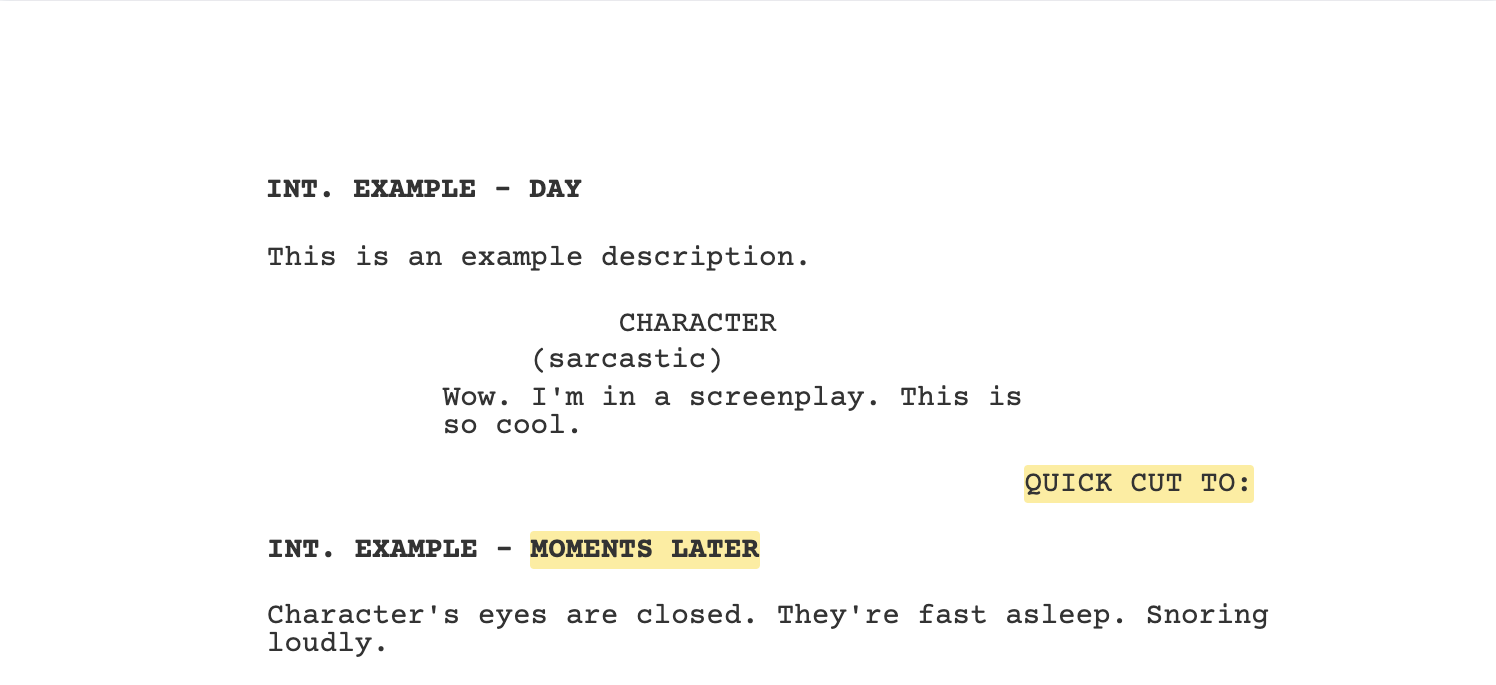 INT. EXAMPLE - DAY
This is an example description.
CHARACTER
(sarcastic)
Wow. I'm in a screenplay. This is
so cool.
QUICK CUT TO:
INT. EXAMPLE - MOMENTS LATER
Character's eyes are closed. They're fast asleep. Snoring
loudly.